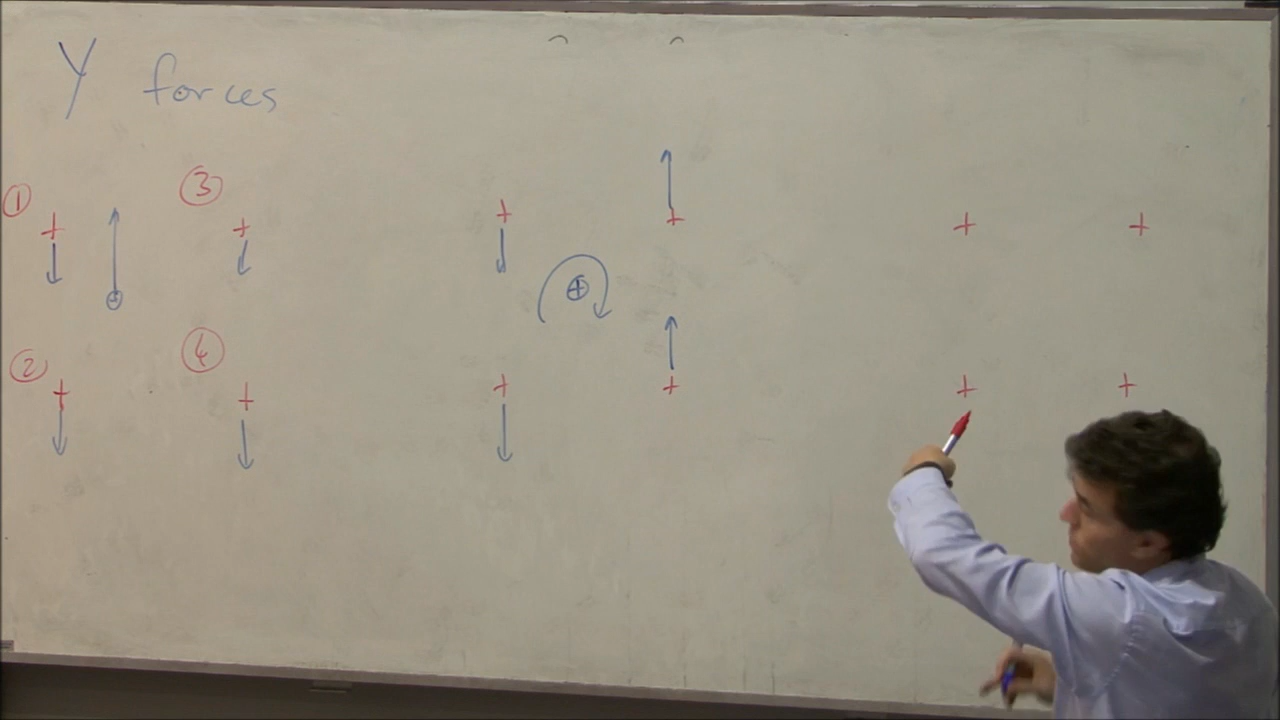 Y forces
① ③
② ④